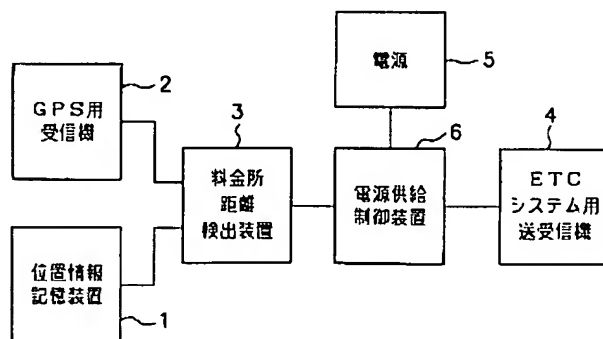 電源
5
2
GPS用
受信機
3
料金所
距離
検出装置
6
電源供給
制御装置
4
ETC
システム用
送受信機
位置情報
記憶装置
1